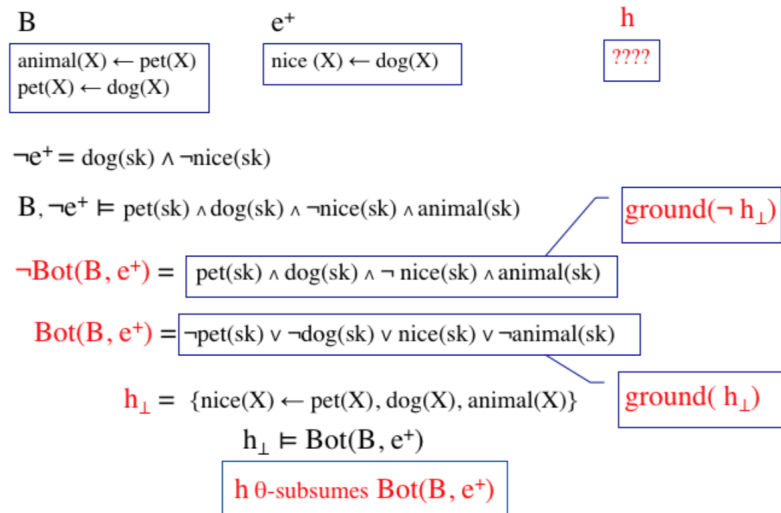 B e⁺ h
animal(X) ← pet(X) nice (X) ← dog(X) ????
pet(X) ← dog(X)
¬e⁺ = dog(sk) ∧ ¬nice(sk)
B, ¬e⁺ ⊨ pet(sk) ∧ dog(sk) ∧ ¬nice(sk) ∧ animal(sk)
ground(¬ h⊥)
¬Bot(B, e⁺) = pet(sk) ∧ dog(sk) ∧ ¬ nice(sk) ∧ animal(sk)
Bot(B, e⁺) = ¬pet(sk) ∨ ¬dog(sk) ∨ nice(sk) ∨ ¬animal(sk)
h⊥ = {nice(X) ← pet(X), dog(X), animal(X)} ground( h⊥)
h⊥ ⊨ Bot(B, e⁺)
h θ-subsumes Bot(B, e⁺)